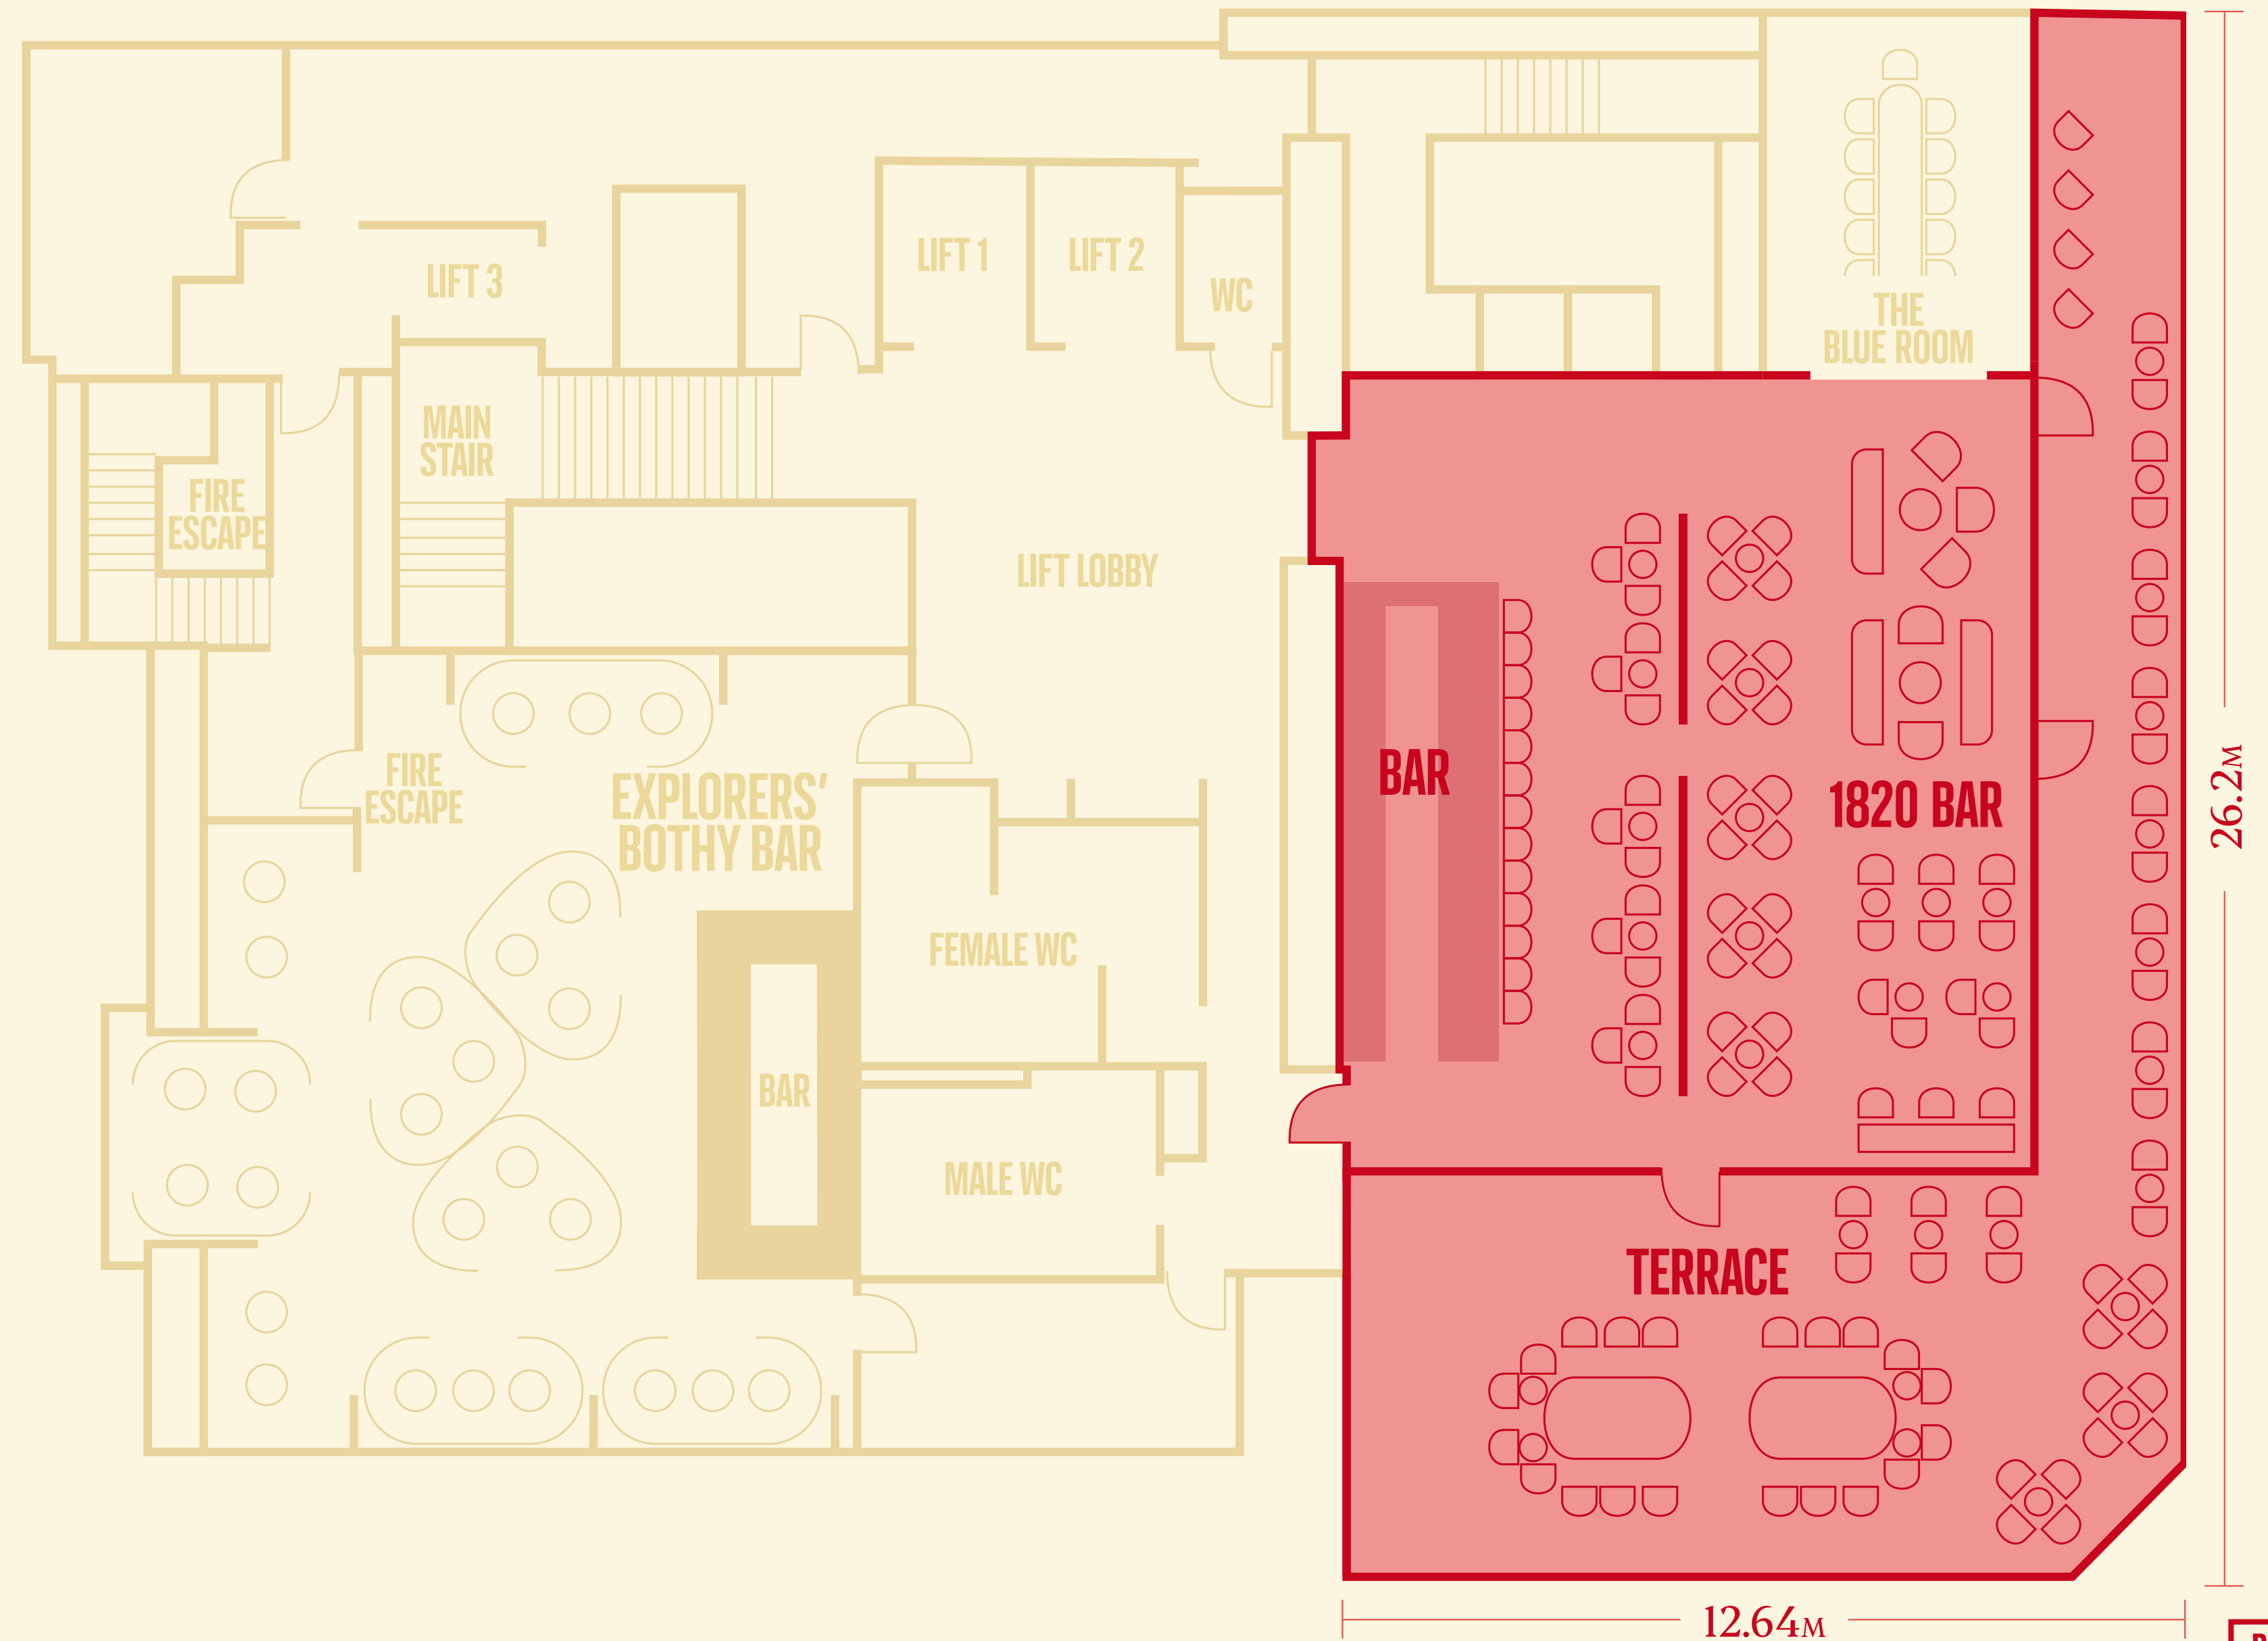 LIFT 1
LIFT 2
LIFT 3
WC
THE
BLUE ROOM
MAIN
STAIR
FIRE
ESCAPE
LIFT LOBBY
FIRE
ESCAPE
EXPLORERS'
BOTHY BAR
BAR
1820 BAR
26.2M
FEMALE WC
BAR
MALE WC
TERRACE
12.64M